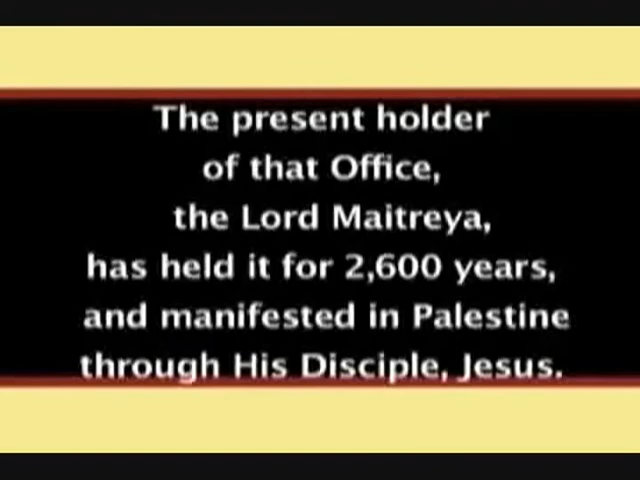 The present holder
of that Office,
the Lord Maitreya,
has held it for 2,600 years,
and manifested in Palestine
through His Disciple, Jesus.